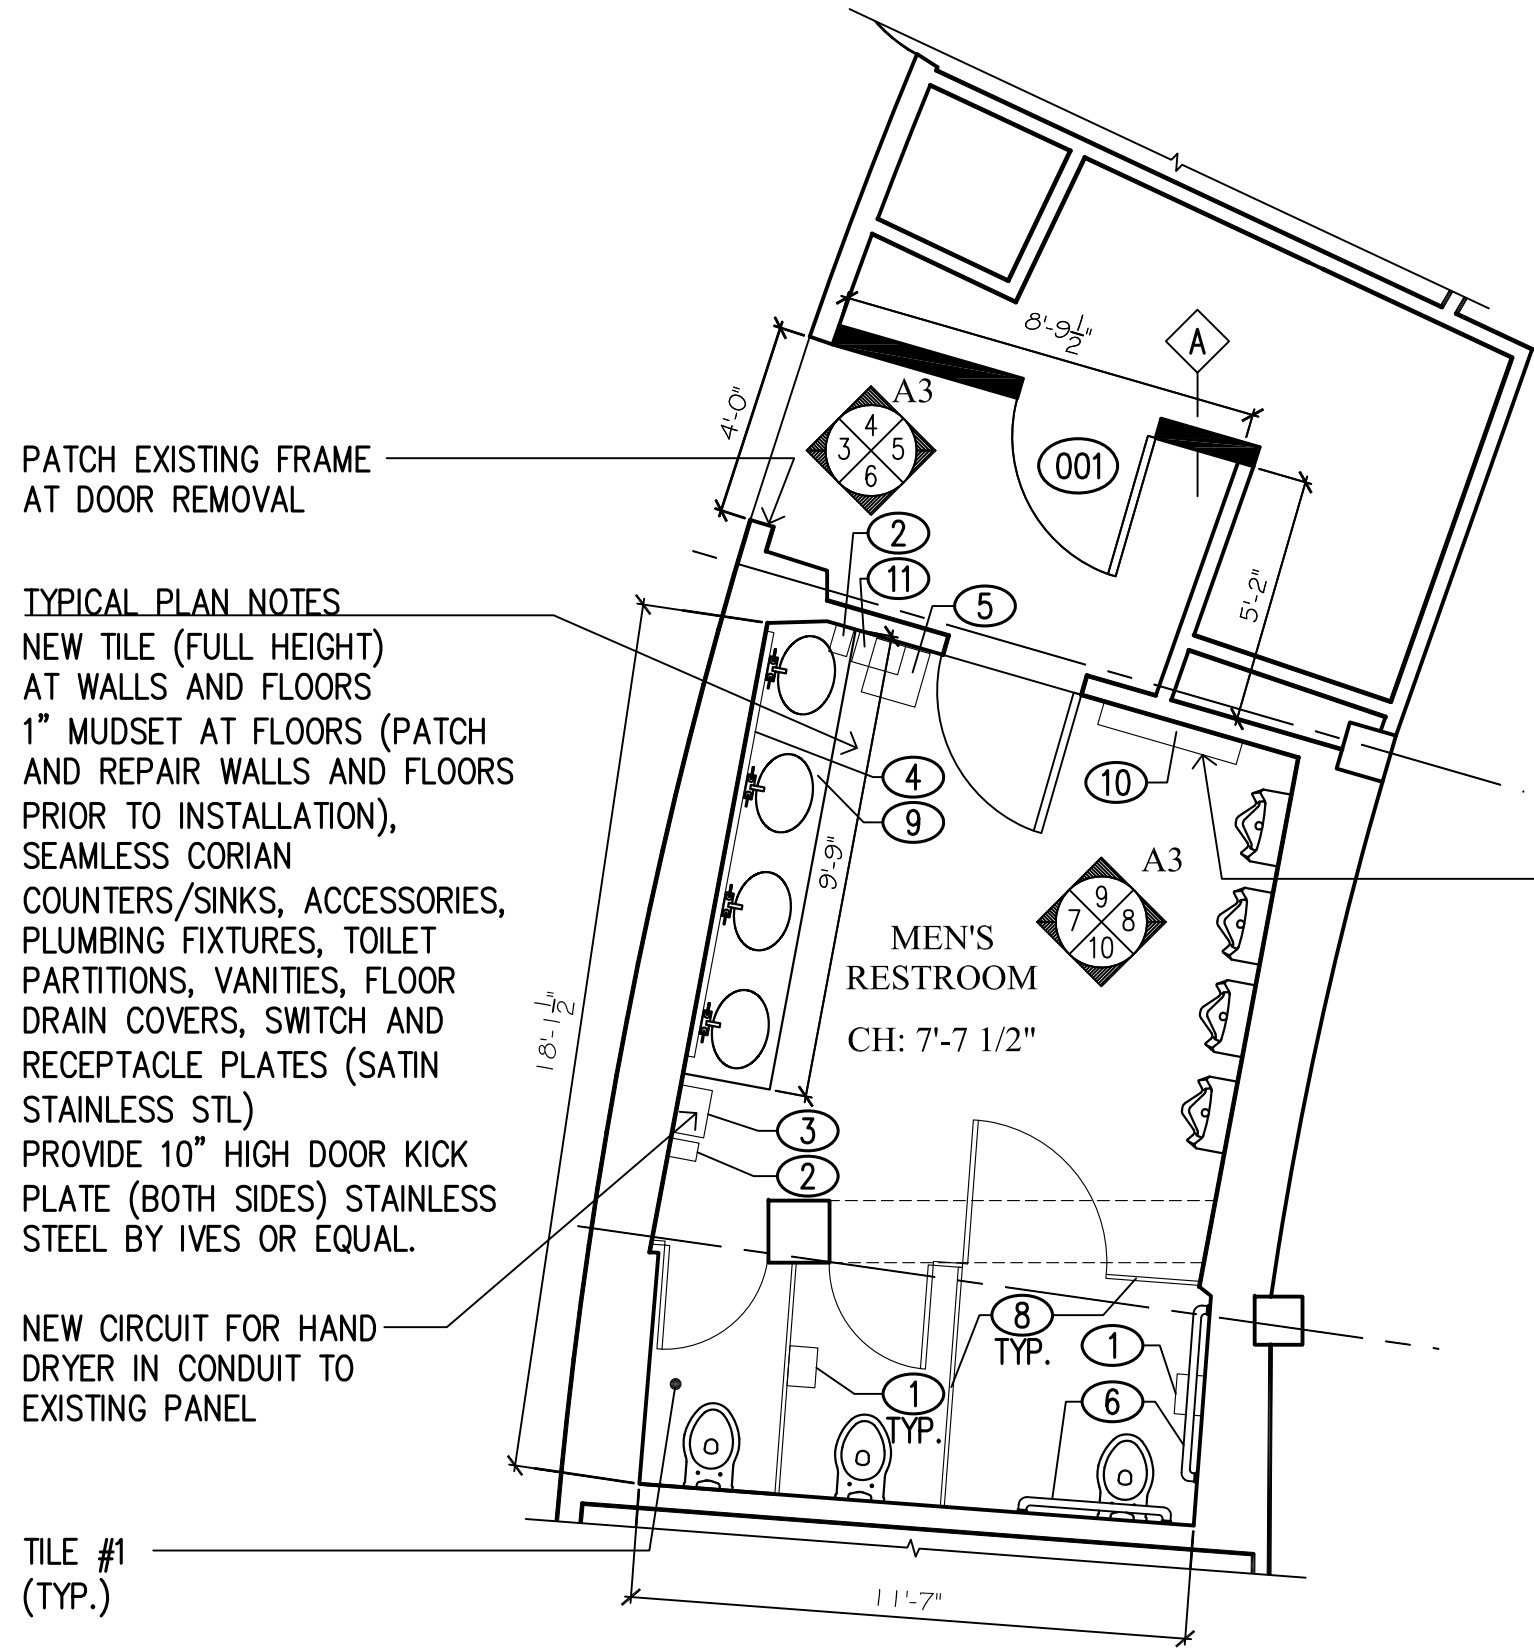 8'-9 1/2"
A
4'-0"
A3
4
3
5
6
001
PATCH EXISTING FRAME
AT DOOR REMOVAL
2
11
5
5'-2"
TYPICAL PLAN NOTES
NEW TILE (FULL HEIGHT)
AT WALLS AND FLOORS
1" MUDSET AT FLOORS (PATCH
AND REPAIR WALLS AND FLOORS
PRIOR TO INSTALLATION),
SEAMLESS CORIAN
COUNTERS/SINKS, ACCESSORIES,
PLUMBING FIXTURES, TOILET
PARTITIONS, VANITIES, FLOOR
DRAIN COVERS, SWITCH AND
RECEPTACLE PLATES (SATIN
STAINLESS STL)
PROVIDE 10" HIGH DOOR KICK
PLATE (BOTH SIDES) STAINLESS
STEEL BY IVES OR EQUAL.
4
9
10
9'-9"
A3
9
7
8
10
MEN'S
RESTROOM
CH: 7'-7 1/2"
18'-1 1/2"
3
2
NEW CIRCUIT FOR HAND
DRYER IN CONDUIT TO
EXISTING PANEL
8
TYP.
1
1
TYP.
6
TILE #1
(TYP.)
11'-7"